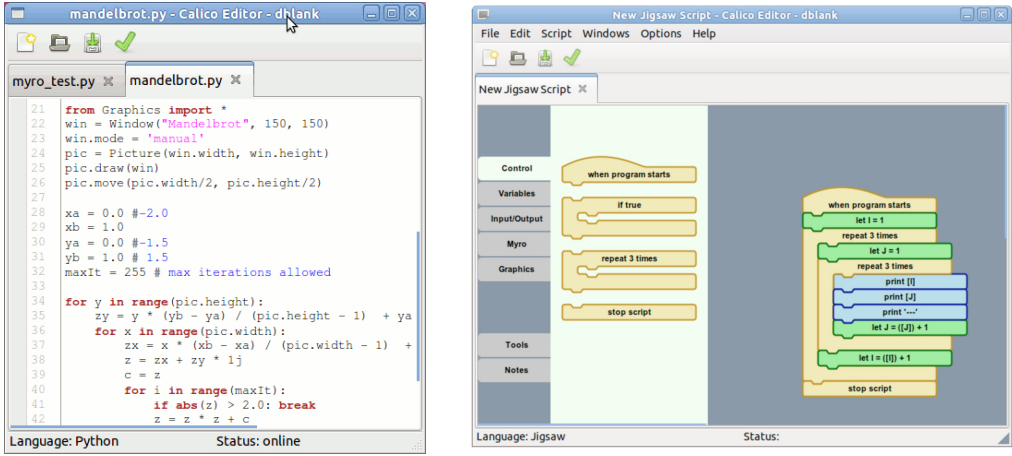 mandelbrot.py - Calico Editor - dblank
myro_test.py
mandelbrot.py
21 from Graphics import *
22 win = Window("Mandelbrot", 150, 150)
23 win.mode = 'manual'
24 pic = Picture(win.width, win.height)
25 pic.draw(win)
26 pic.move(pic.width/2, pic.height/2)
27
28 xa = 0.0 #-2.0
29 xb = 1.0
30 ya = 0.0 #-1.5
31 yb = 1.0 # 1.5
32 maxIt = 255 # max iterations allowed
33
34 for y in range(pic.height):
35     zy = y * (yb - ya) / (pic.height - 1)  + ya
36     for x in range(pic.width):
37         zx = x * (xb - xa) / (pic.width - 1)  +
38         z = zx + zy * 1j
39         c = z
40         for i in range(maxIt):
41             if abs(z) > 2.0: break
42             z = z * z + c
Language: Python
Status: online
New Jigsaw Script - Calico Editor - dblank
File Edit Script Windows Options Help
New Jigsaw Script
Control
Variables
Input/Output
Myro
Graphics
Tools
Notes
when program starts
if true
repeat 3 times
stop script
when program starts
let I = 1
repeat 3 times
let J = 1
repeat 3 times
print [I]
print [J]
print '---'
let J = ([J]) + 1
let I = ([I]) + 1
stop script
Language: Jigsaw
Status: